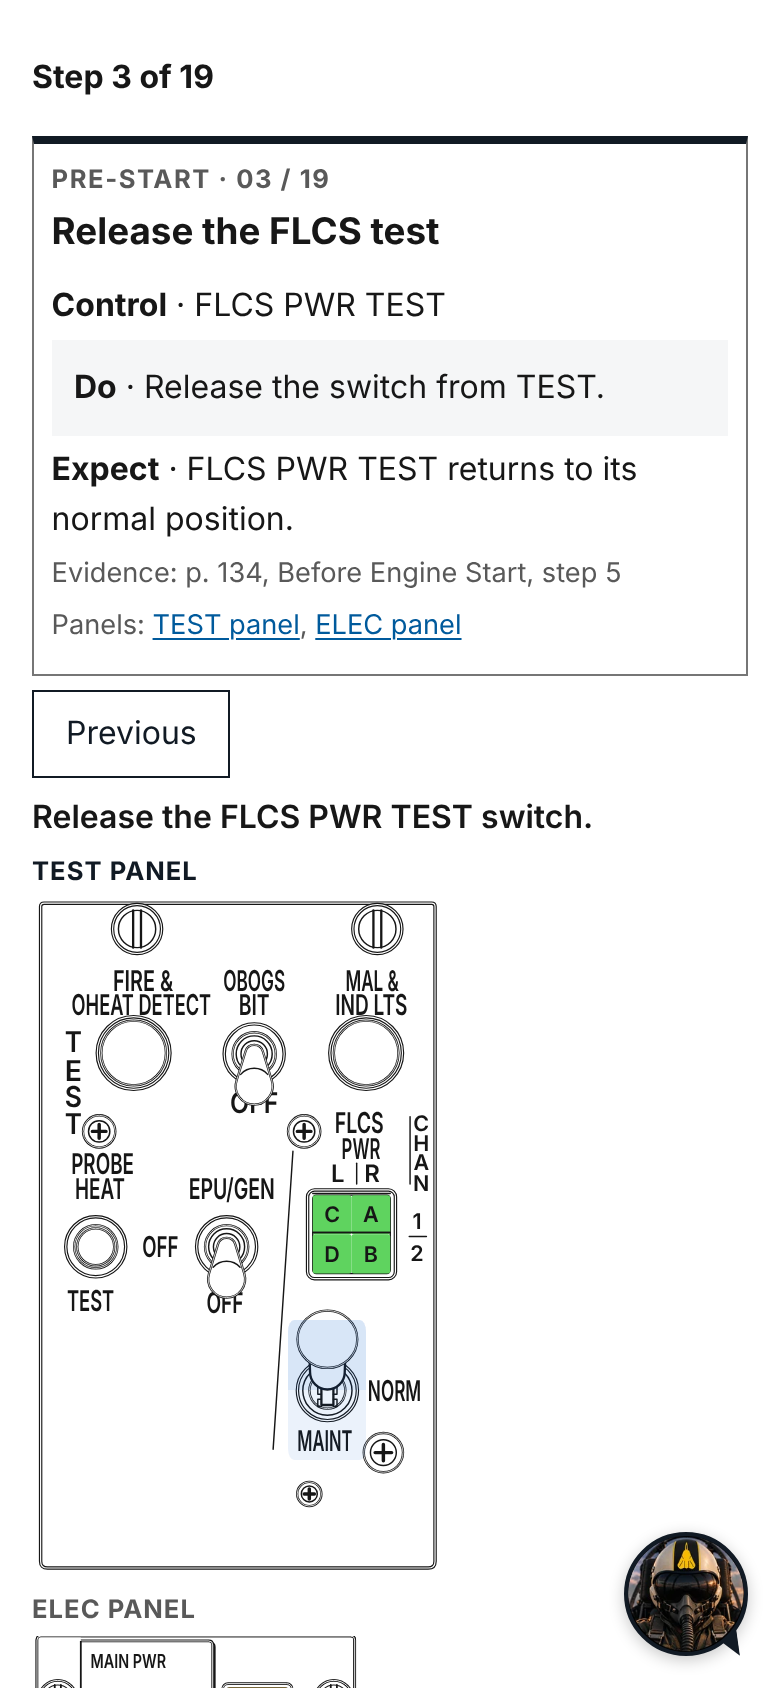 Step 3 of 19
PRE-START · 03 / 19
Release the FLCS test
Control · FLCS PWR TEST
Do · Release the switch from TEST.
Expect · FLCS PWR TEST returns to its
normal position.
Evidence: p. 134, Before Engine Start, step 5
Panels: TEST panel, ELEC panel
Previous
Release the FLCS PWR TEST switch.
TEST PANEL
FIRE &
OHEAT DETECT
OBOGS
BIT
MAL &
IND LTS
TEST
OFF
FLCS
PWR
L | R
CHAN
PROBE
HEAT
EPU/GEN
C A
D B
1
2
OFF
TEST
OFF
NORM
MAINT
ELEC PANEL
MAIN PWR